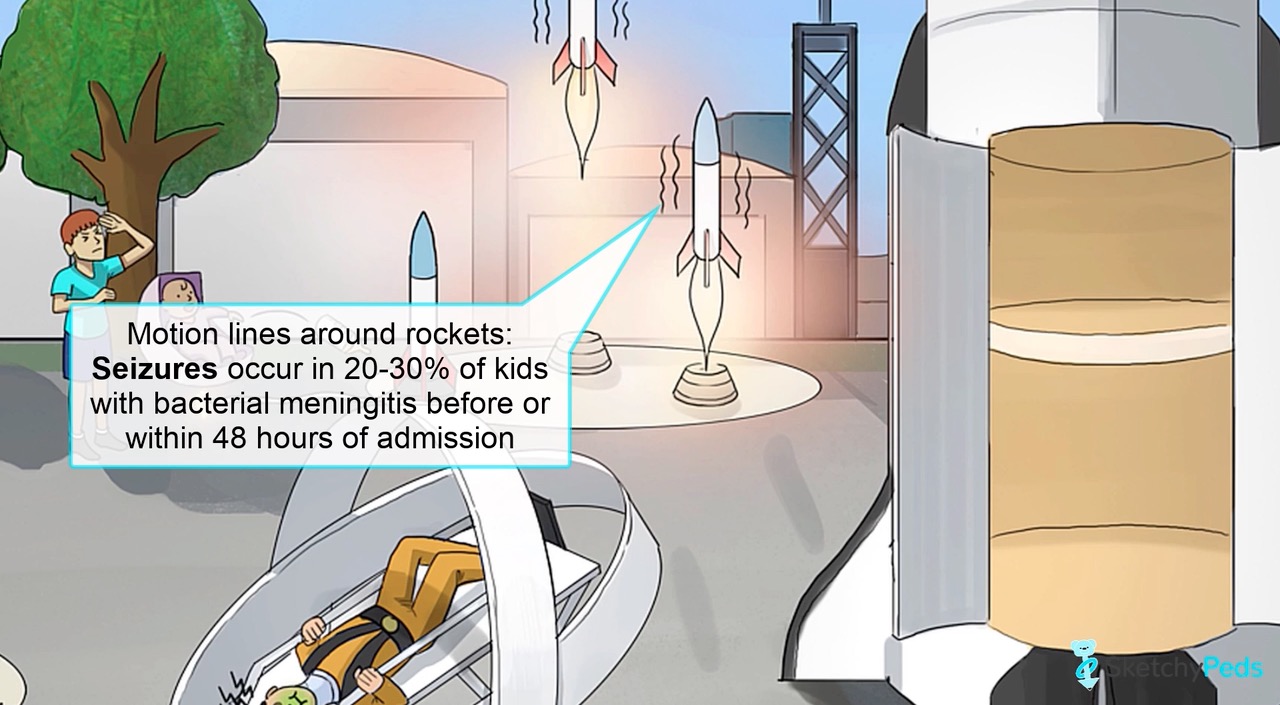 Motion lines around rockets:
Seizures occur in 20-30% of kids
with bacterial meningitis before or
within 48 hours of admission
SketchyPeds